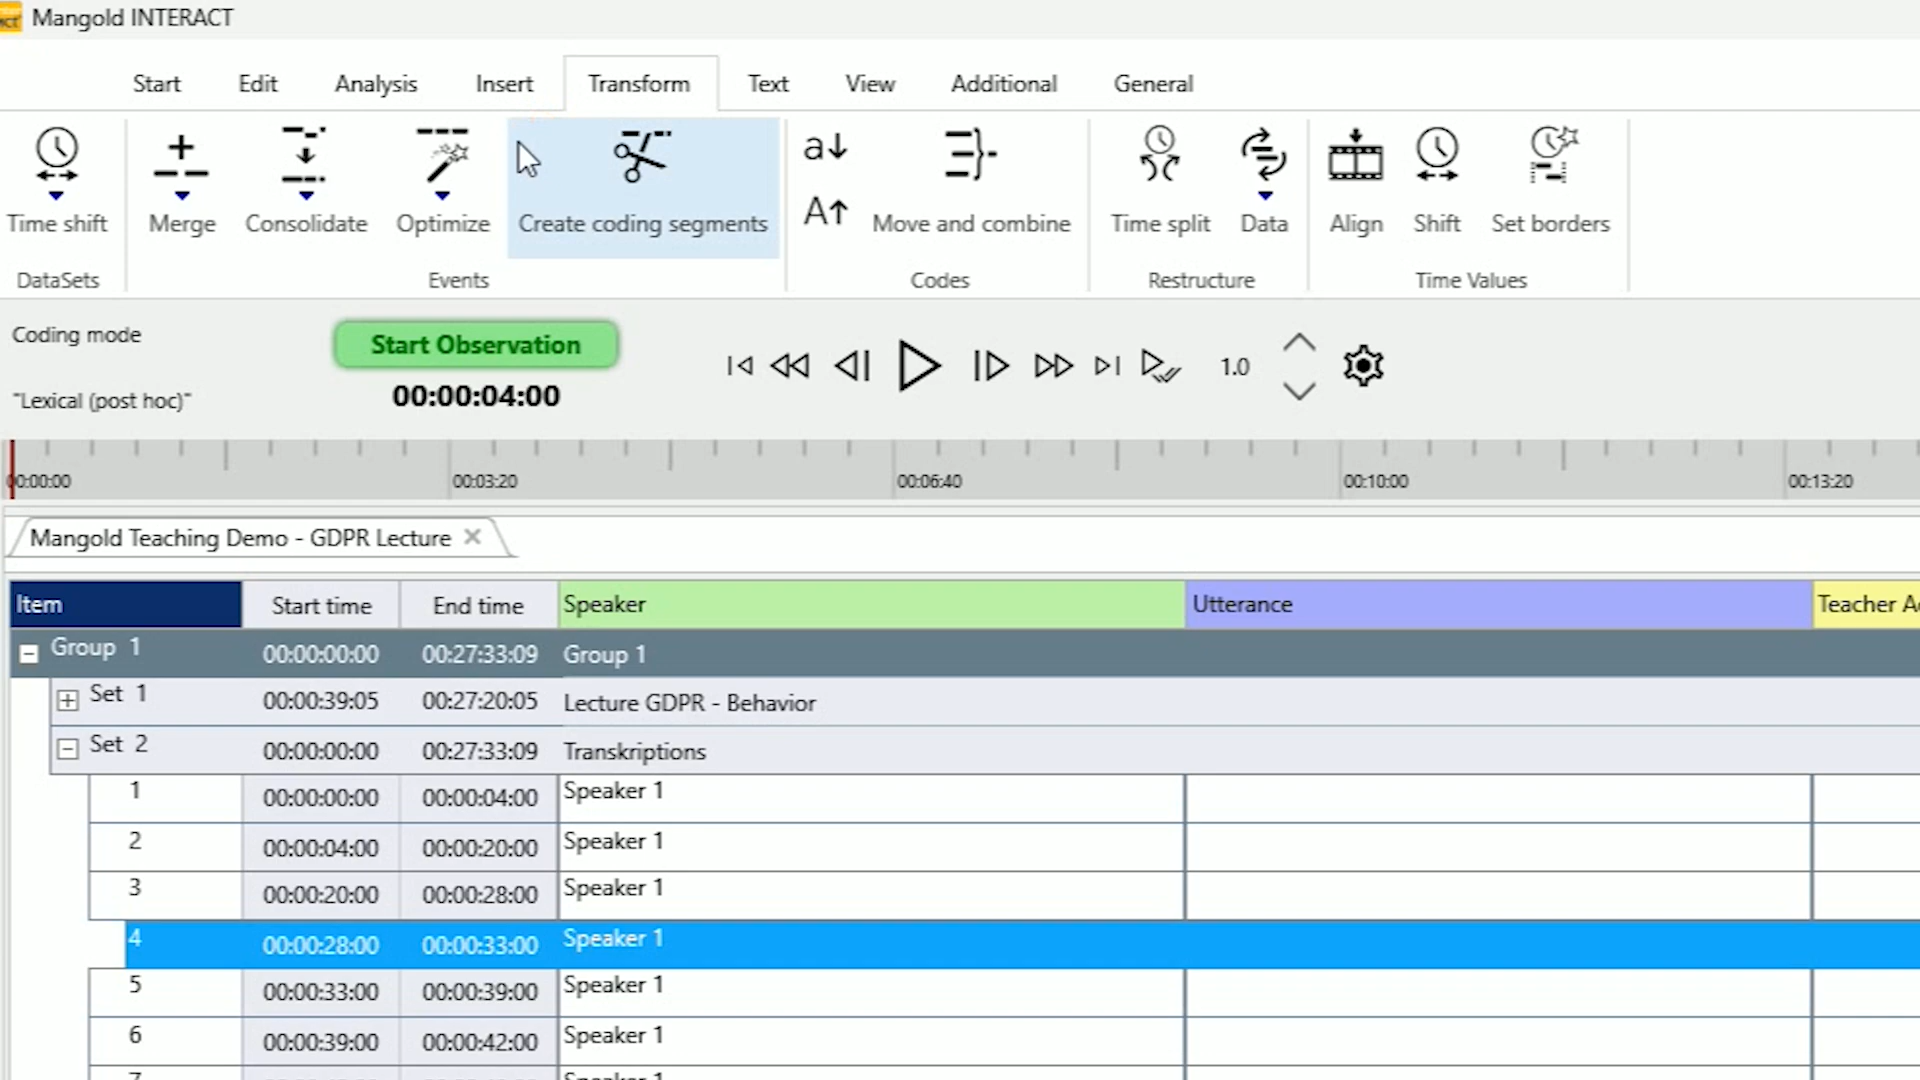 Mangold INTERACT
Start Edit Analysis Insert Transform Text View Additional General
Time shift Merge Consolidate Optimize Create coding segments a A Move and combine Time split Data Align Shift Set borders
DataSets Events Codes Restructure Time Values
Coding mode
"Lexical (post hoc)"
Start Observation
00:00:04:00
1.0
00:00:00 00:03:20 00:06:40 00:10:00 00:13:20
Mangold Teaching Demo - GDPR Lecture
Item Start time End time Speaker Utterance Teacher
Group 1 00:00:00:00 00:27:33:09 Group 1
Set 1 00:00:39:05 00:27:20:05 Lecture GDPR - Behavior
Set 2 00:00:00:00 00:27:33:09 Transkriptions
1 00:00:00:00 00:00:04:00 Speaker 1
2 00:00:04:00 00:00:20:00 Speaker 1
3 00:00:20:00 00:00:28:00 Speaker 1
4 00:00:28:00 00:00:33:00 Speaker 1
5 00:00:33:00 00:00:39:00 Speaker 1
6 00:00:39:00 00:00:42:00 Speaker 1